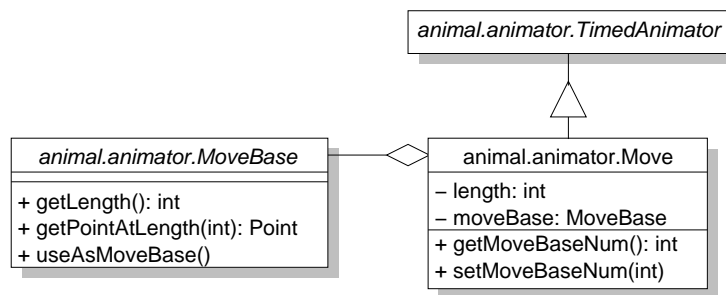 animal.animator.TimedAnimator
animal.animator.MoveBase
+ getLength(): int
+ getPointAtLength(int): Point
+ useAsMoveBase()
animal.animator.Move
− length: int
− moveBase: MoveBase
+ getMoveBaseNum(): int
+ setMoveBaseNum(int)